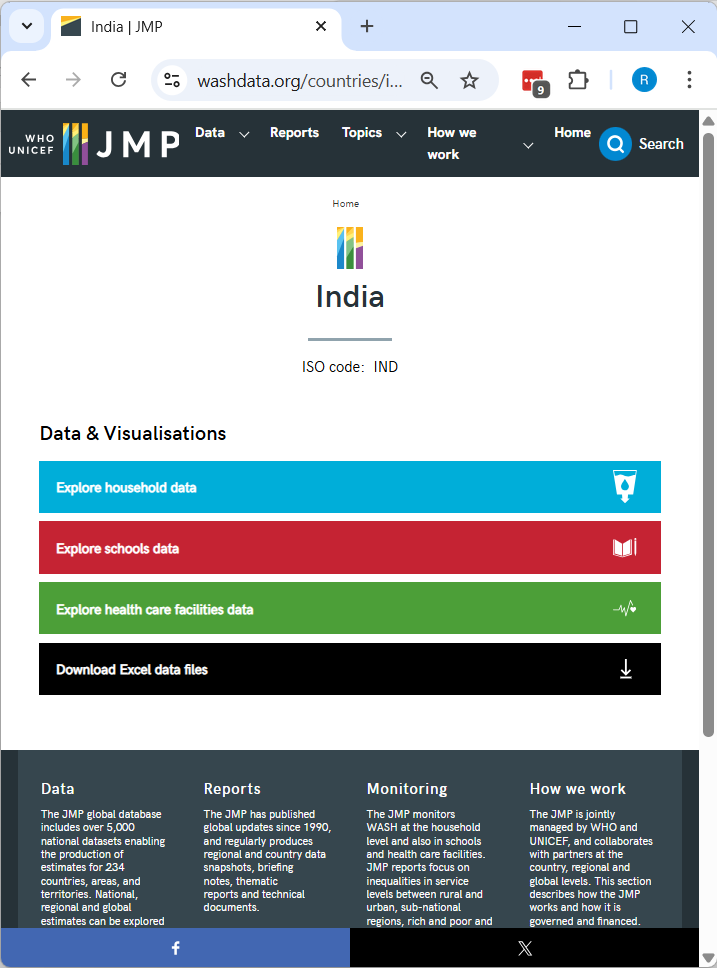 India | JMP
washdata.org/countries/i...
9
R
WHO
UNICEF
JMP
Data
Reports
Topics
How we
work
Home
Search
Home
India
ISO code: IND
Data & Visualisations
Explore household data
Explore schools data
Explore health care facilities data
Download Excel data files
Data
The JMP global database
includes over 5,000
national datasets enabling
the production of
estimates for 234
countries, areas, and
territories. National,
regional and global
estimates can be explored
Reports
The JMP has published
global updates since 1990,
and regularly produces
regional and country data
snapshots, briefing
notes, thematic
reports and technical
documents.
Monitoring
The JMP monitors
WASH at the household
level and also in schools
and health care facilities.
JMP reports focus on
inequalities in service
levels between rural and
urban, sub-national
regions, rich and poor and
How we work
The JMP is jointly
managed by WHO and
UNICEF, and collaborates
with partners at the
country, regional and
global levels. This section
describes how the JMP
works and how it is
governed and financed.